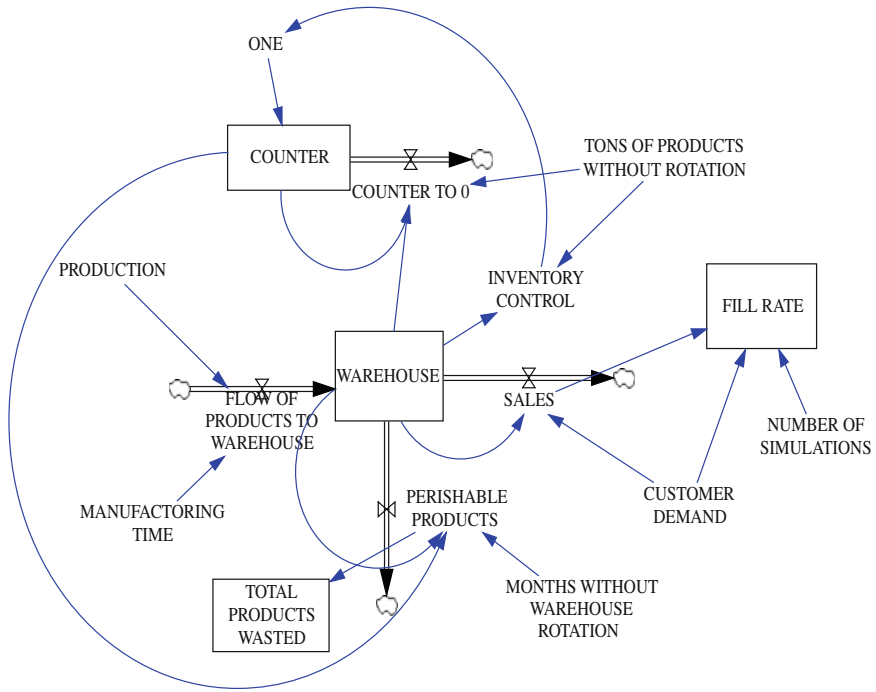 ONE
COUNTER
COUNTER TO 0
TONS OF PRODUCTS
WITHOUT ROTATION
PRODUCTION
INVENTORY
CONTROL
FILL RATE
WAREHOUSE
FLOW OF
PRODUCTS TO
WAREHOUSE
SALES
NUMBER OF
SIMULATIONS
MANUFACTORING
TIME
PERISHABLE
PRODUCTS
CUSTOMER
DEMAND
TOTAL
PRODUCTS
WASTED
MONTHS WITHOUT
WAREHOUSE
ROTATION